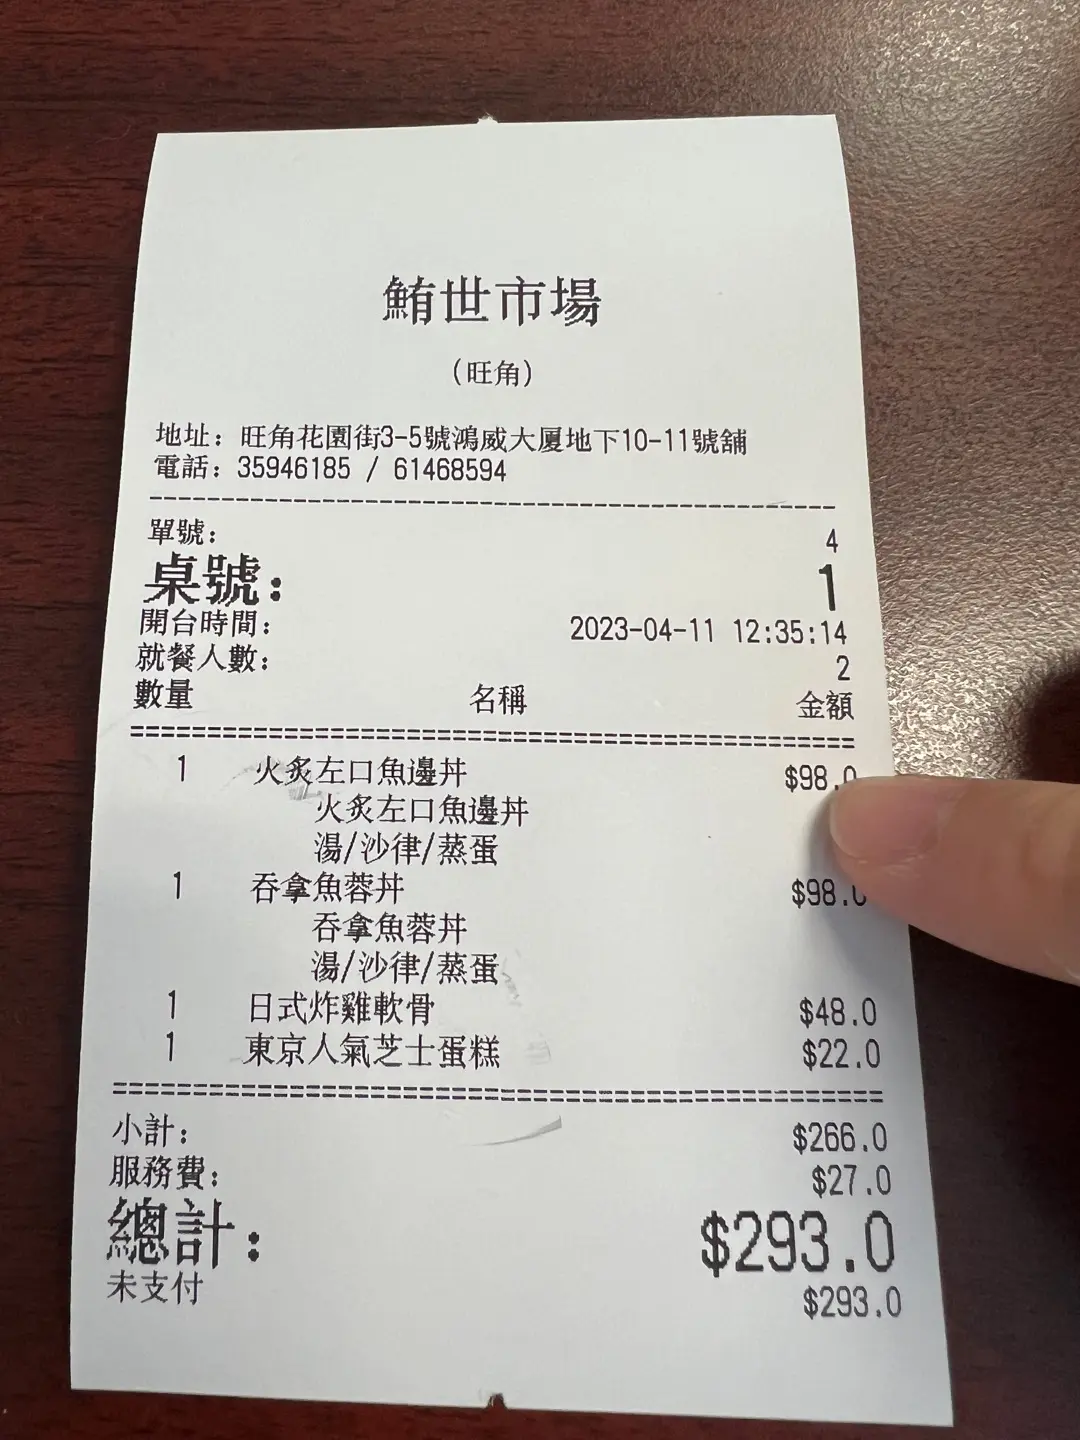 鮪世市場
(旺角)
地址: 旺角花園街3-5號鴻威大厦地下10-11號舖
電話: 35946185 / 61468594
單號: 4
桌號: 1
開台時間: 2023-04-11 12:35:14
就餐人數: 2
數量 名稱 金額
1 火炙左口魚邊丼 $98.0
火炙左口魚邊丼
湯/沙律/蒸蛋
1 吞拿魚蓉丼 $98.0
吞拿魚蓉丼
湯/沙律/蒸蛋
1 日式炸雞軟骨 $48.0
1 東京人氣芝士蛋糕 $22.0
小計: $266.0
服務費: $27.0
總計: $293.0
未支付 $293.0